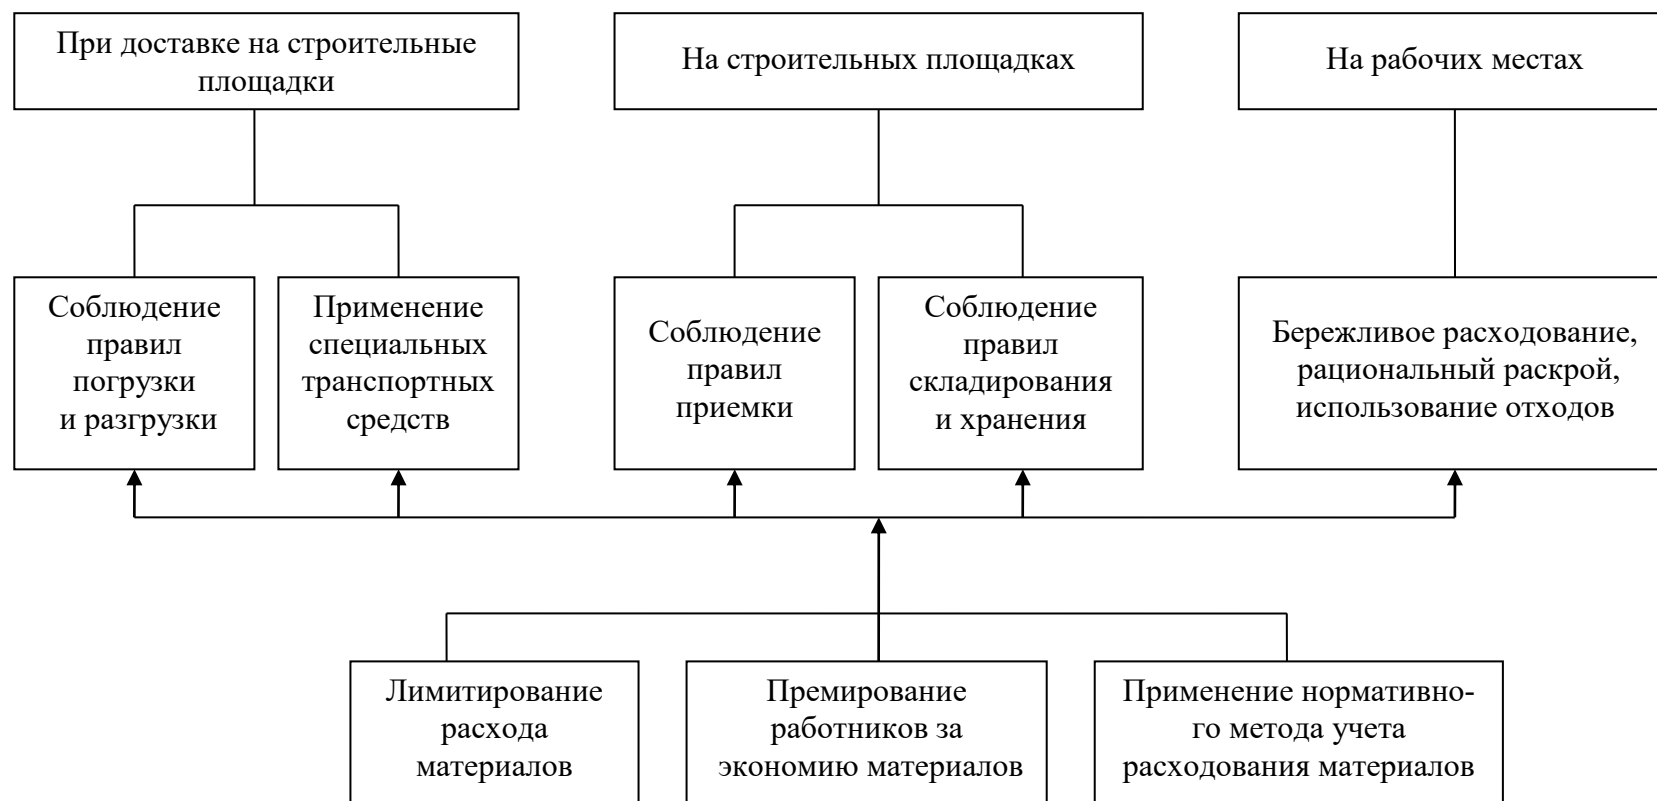 При доставке на строительные
площадки
На строительных площадках
На рабочих местах
Соблюдение
правил
погрузки
и разгрузки
Применение
специальных
транспортных
средств
Соблюдение
правил
приемки
Соблюдение
правил
складирования
и хранения
Бережливое расходование,
рациональный раскрой,
использование отходов
Лимитирование
расхода
материалов
Премирование
работников за
экономию материалов
Применение нормативно-
го метода учета
расходования материалов